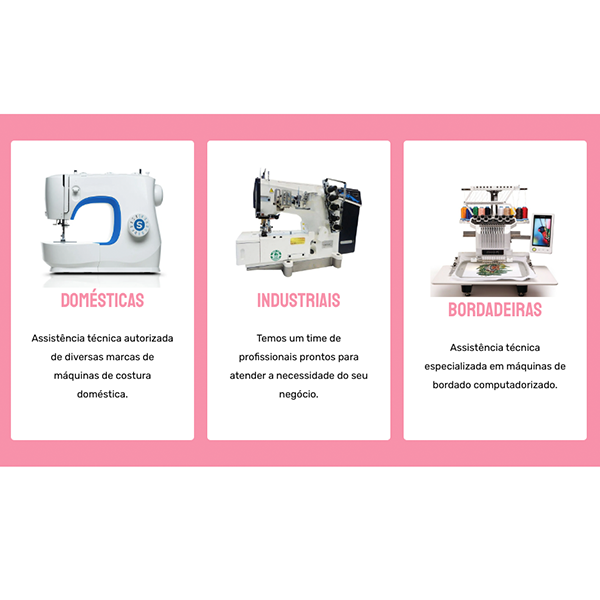 DOMÉSTICAS
Assistência técnica autorizada
de diversas marcas de
máquinas de costura
doméstica.
INDUSTRIAIS
Temos um time de
profissionais prontos para
atender a necessidade do seu
negócio.
BORDADEIRAS
Assistência técnica
especializada em máquinas de
bordado computadorizado.